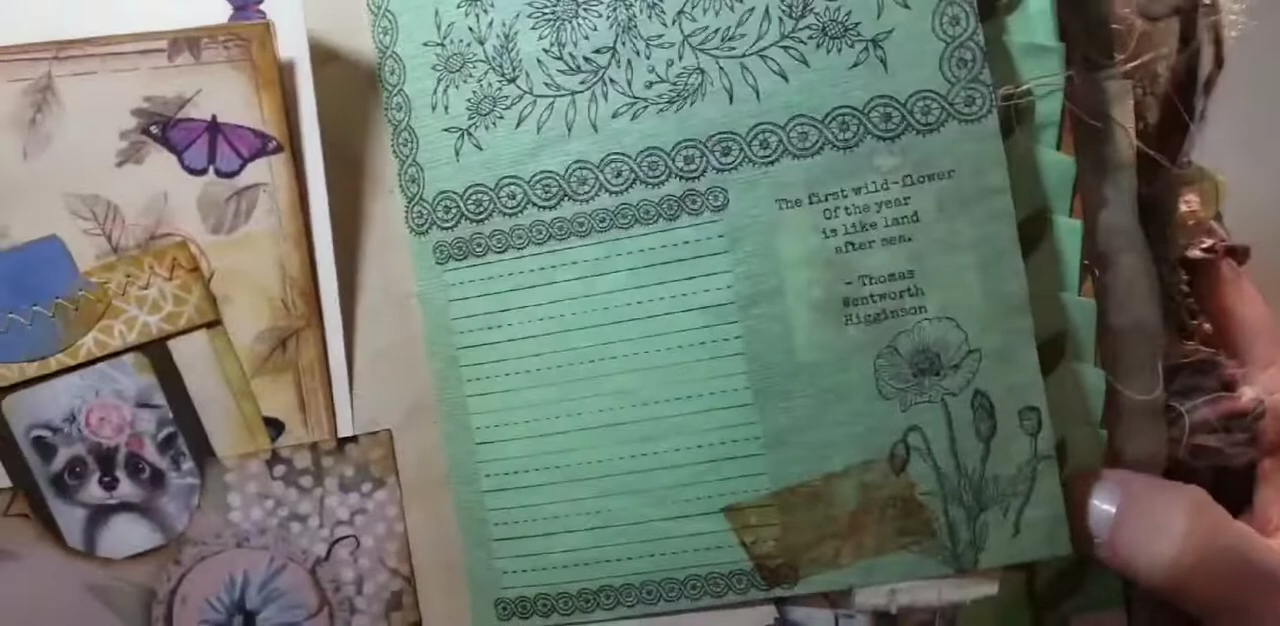 The first wild-flower
Of the year
is like land
after sea.
- Thomas
Wentworth
Higginson